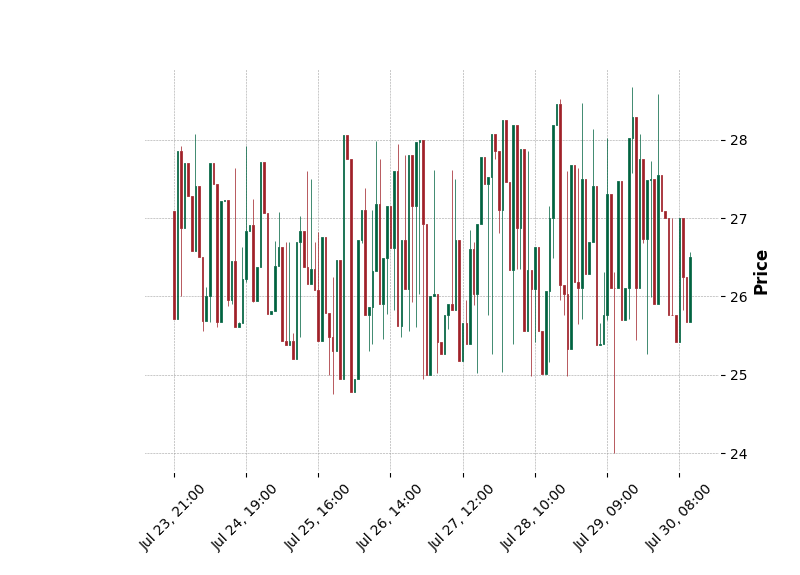 28
27
26
25
24
Price
Jul 23, 21:00
Jul 24, 19:00
Jul 25, 16:00
Jul 26, 14:00
Jul 27, 12:00
Jul 28, 10:00
Jul 29, 09:00
Jul 30, 08:00